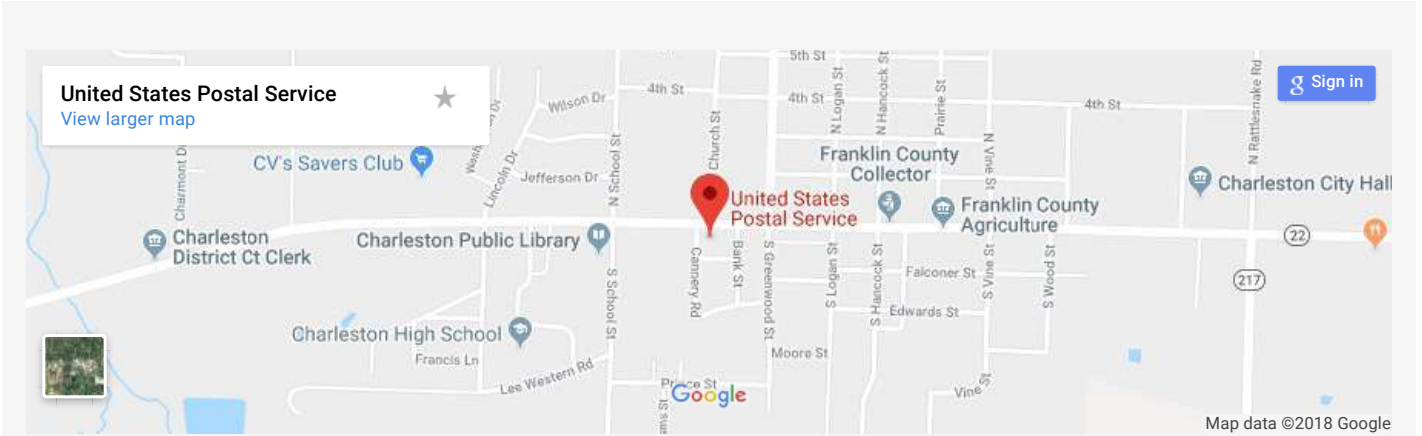 United States Postal Service
View larger map
g Sign in
5th St
4th St
4th St
4th St
Wilson Dr
Church St
N School St
N Logan St
N Hancock St
Prairie St
N Vine St
N Rattlesnake Rd
CV's Savers Club
Charmont D
Lincoln Dr
Jefferson Dr
Franklin County
Collector
United States
Postal Service
Franklin County
Agriculture
Charleston City Hall
Charleston
District Ct Clerk
Charleston Public Library
22
217
S School St
Cannery Rd
Bank St
S Greenwood St
S Logan St
S Hancock St
Falconer St
S Vine St
S Wood St
Edwards St
Charleston High School
Francis Ln
Lee Western Rd
Moore St
Prince St
Vine St
Google
Map data ©2018 Google